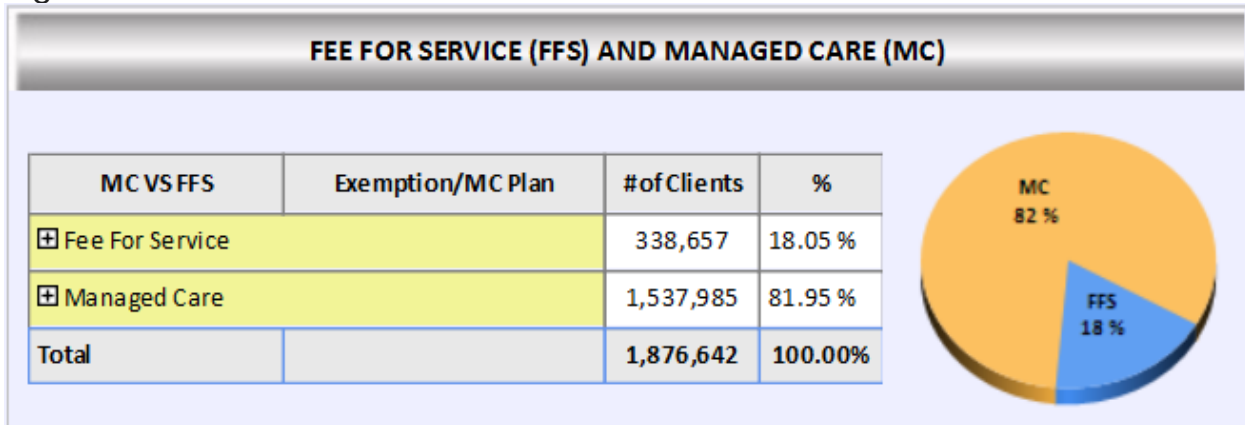 FEE FOR SERVICE (FFS) AND MANAGED CARE (MC)
MC VS FFS Exemption/MC Plan # of Clients %
Fee For Service 338,657 18.05 %
Managed Care 1,537,985 81.95 %
Total 1,876,642 100.00%
MC
82 %
FFS
18 %